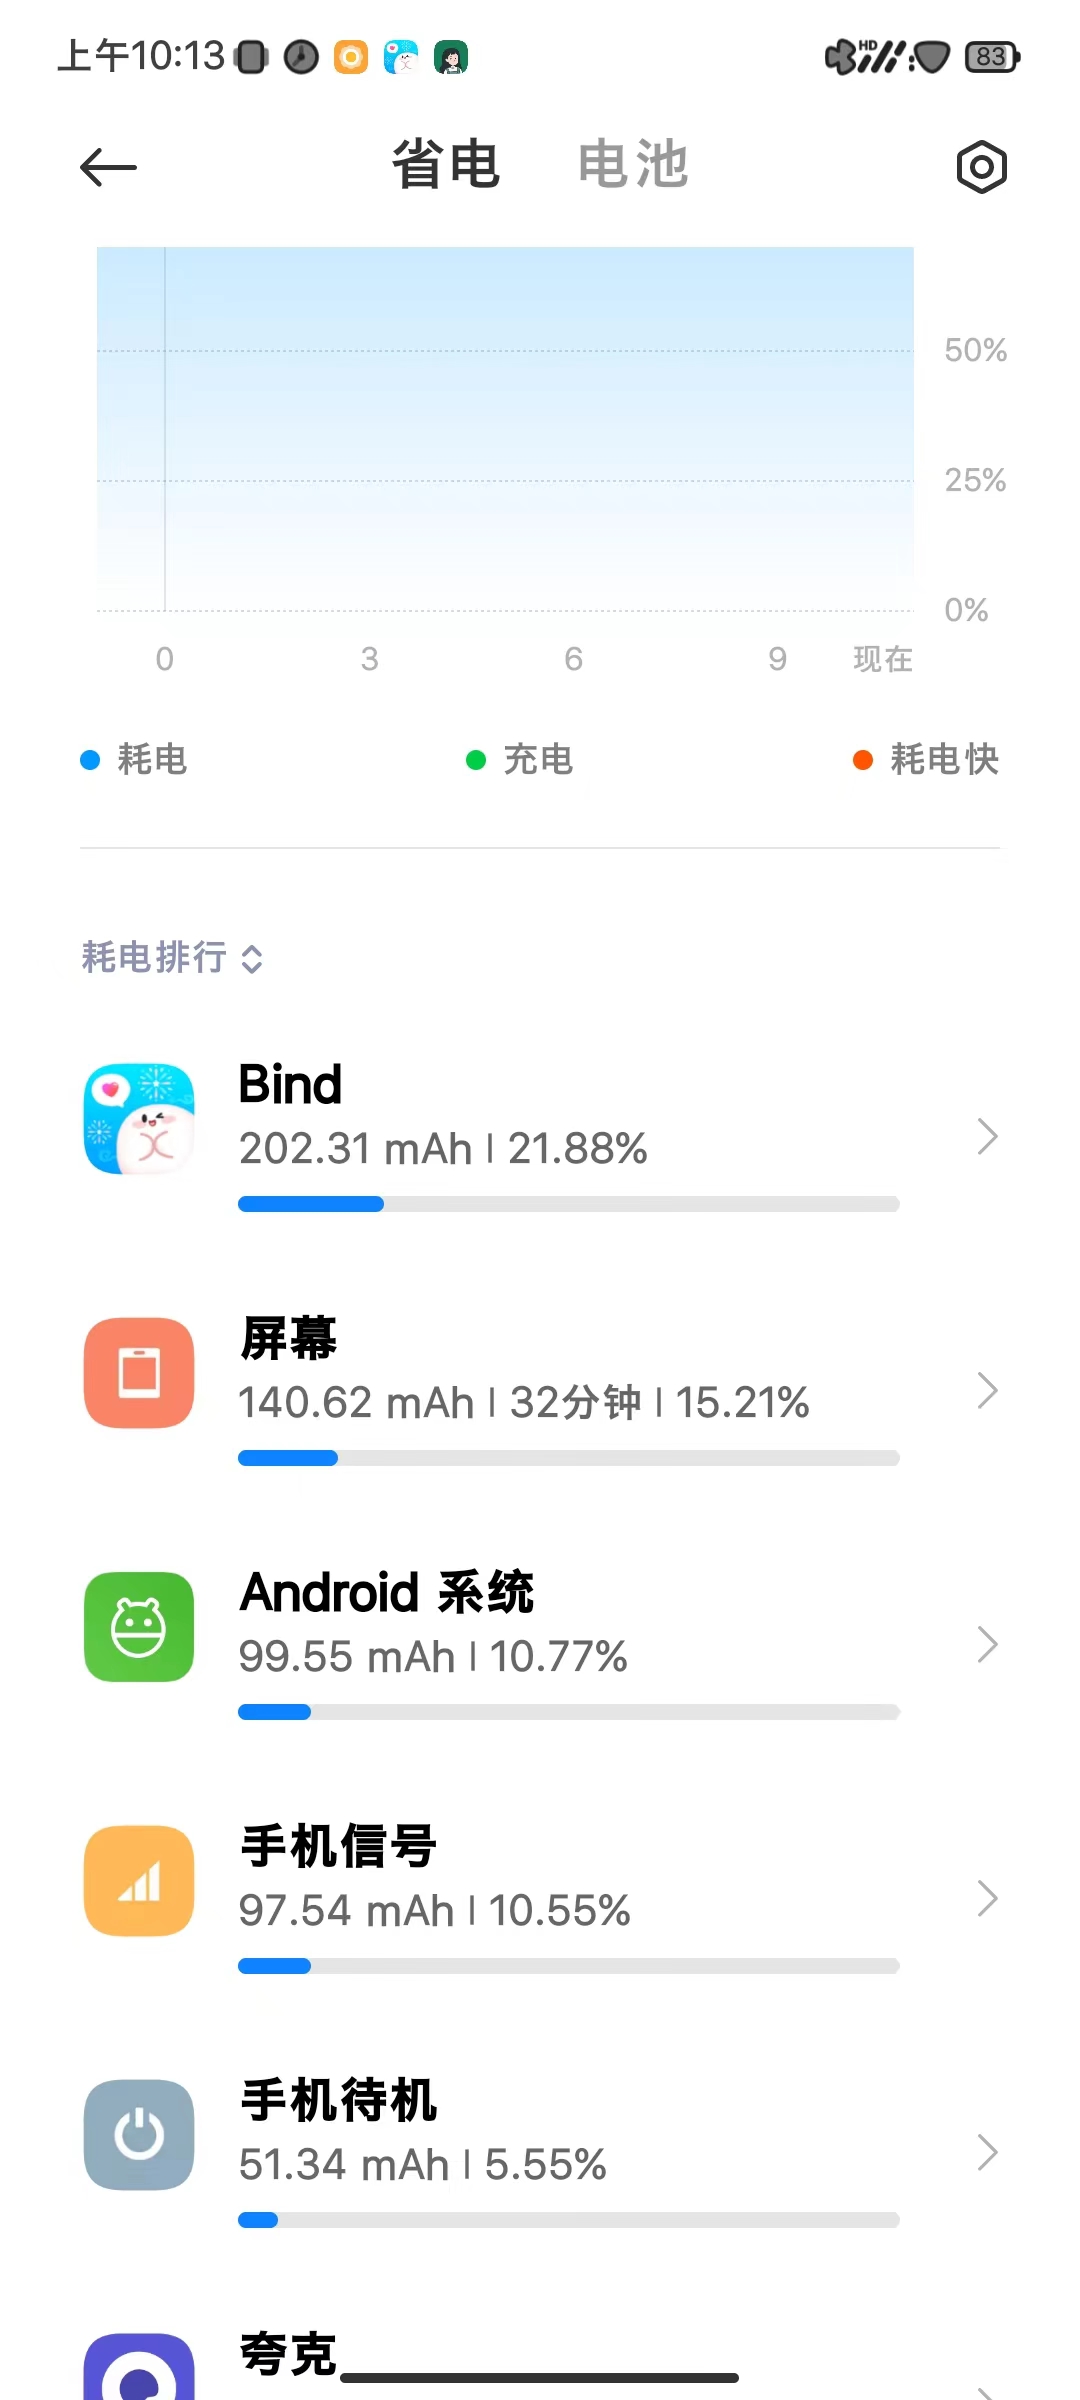 上午10:13
HD
83
省电 电池
50%
25%
0%
0 3 6 9 现在
耗电 充电 耗电快
耗电排行
Bind
202.31 mAh | 21.88%
屏幕
140.62 mAh | 32分钟 | 15.21%
Android 系统
99.55 mAh | 10.77%
手机信号
97.54 mAh | 10.55%
手机待机
51.34 mAh | 5.55%
夸克